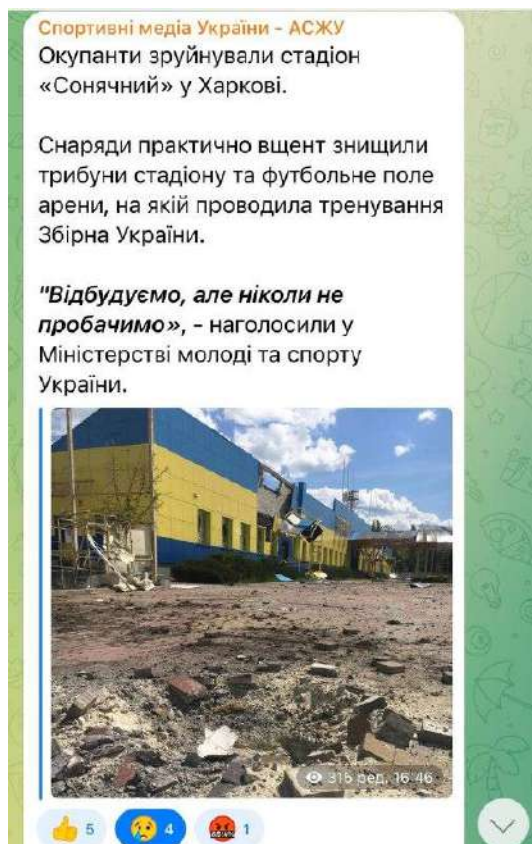 Спортивні медіа України - АСЖУ
Окупанти зруйнували стадіон
«Сонячний» у Харкові.
Снаряди практично вщент знищили
трибуни стадіону та футбольне поле
арени, на якій проводила тренування
Збірна України.
"Відбудуємо, але ніколи не
пробачимо», - наголосили у
Міністерстві молоді та спорту
України.
315 ред. 16:46
5 4 1